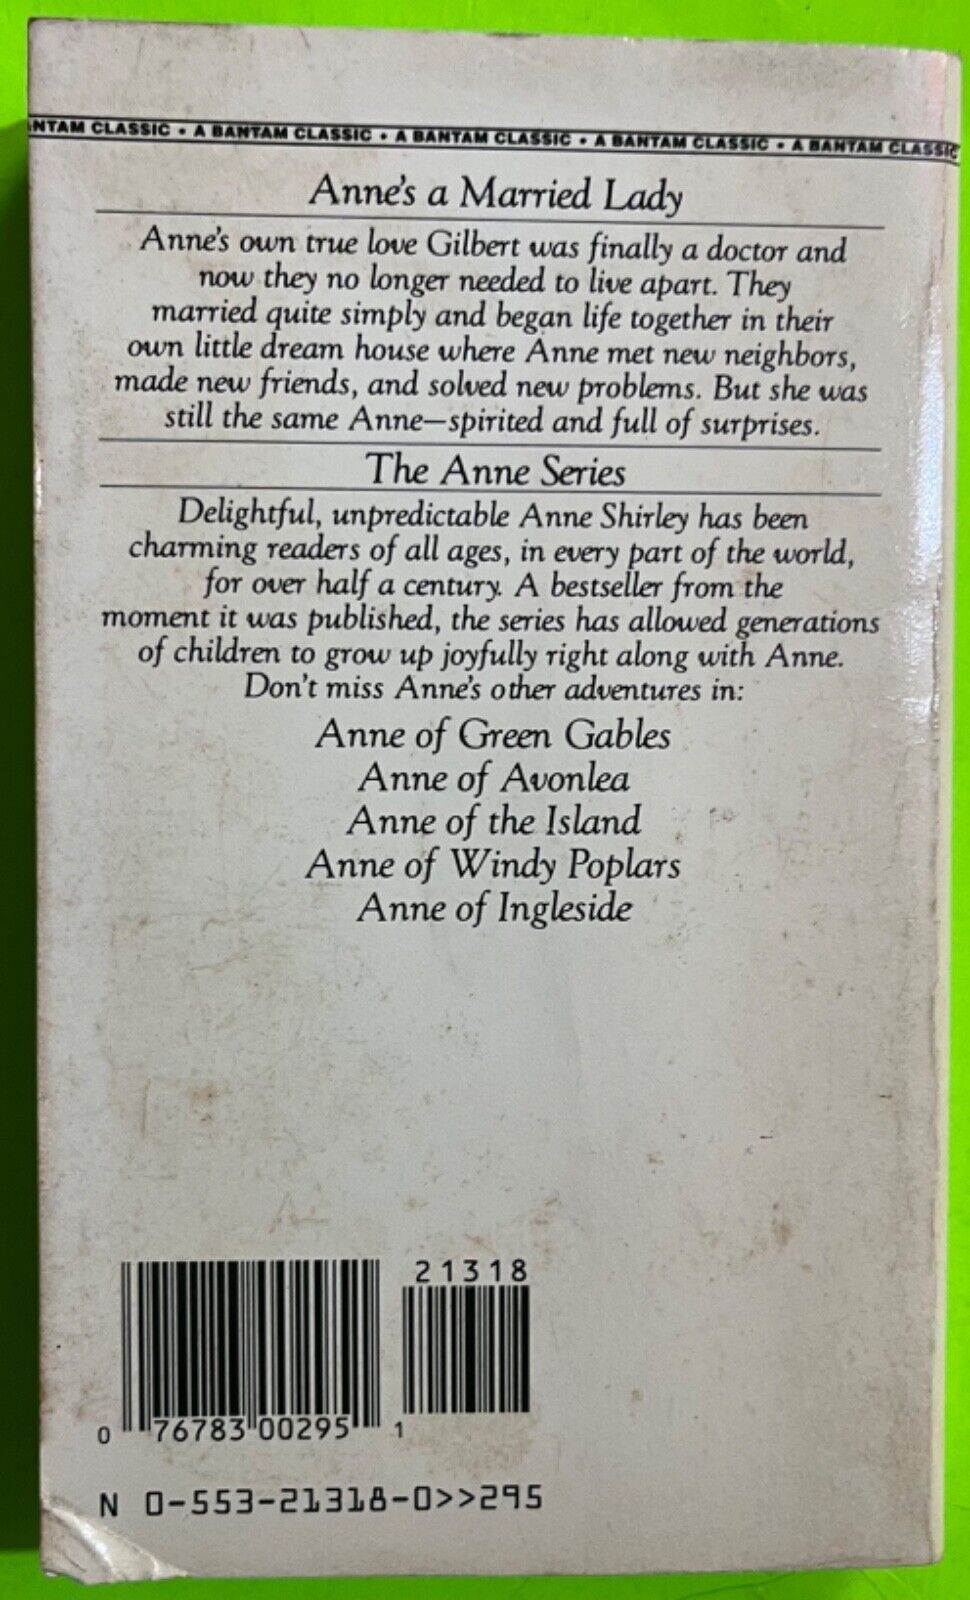 NTAM CLASSIC • A BANTAM CLASSIC • A BANTAM CLASSIC • A BANTAM CLASSIC • A BANTAM CLASSIC
Anne's a Married Lady
Anne's own true love Gilbert was finally a doctor and
now they no longer needed to live apart. They
married quite simply and began life together in their
own little dream house where Anne met new neighbors,
made new friends, and solved new problems. But she was
still the same Anne—spirited and full of surprises.
The Anne Series
Delightful, unpredictable Anne Shirley has been
charming readers of all ages, in every part of the world,
for over half a century. A bestseller from the
moment it was published, the series has allowed generations
of children to grow up joyfully right along with Anne.
Don't miss Anne's other adventures in:
Anne of Green Gables
Anne of Avonlea
Anne of the Island
Anne of Windy Poplars
Anne of Ingleside
21318
0 76783 00295 1
N 0-553-21318-0>>295